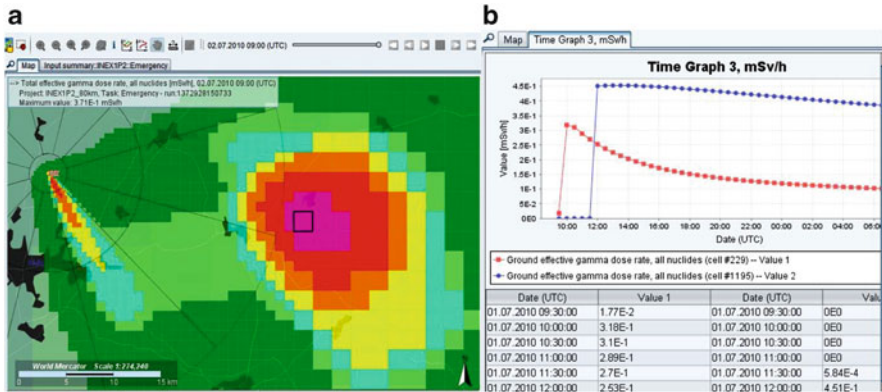 a
02.07.2010 09:00 (UTC)
Map Input summary::INEX1P2::Emergency
--> Total effective gamma dose rate, all nuclides [mSv/h], 02.07.2010 09:00 (UTC)
Project: INEX1P2_80km, Task: Emergency - run:1372928150733
Maximum value: 3.71E-1 mSv/h
World Mercator Scale 1:274,240
0 5 10 15 km
b
Map Time Graph 3, mSv/h
Time Graph 3, mSv/h
Value [mSv/h]
4.5E-1
4E-1
3.5E-1
3E-1
2.5E-1
2E-1
1.5E-1
1E-1
5E-2
0E0
10:00 12:00 14:00 16:00 18:00 20:00 22:00 00:00 02:00 04:00 06:00
Date (UTC)
Ground effective gamma dose rate, all nuclides (cell #229) -- Value 1
Ground effective gamma dose rate, all nuclides (cell #1195) -- Value 2
Date (UTC) Value 1 Date (UTC) Valu
01.07.2010 09:30:00 1.77E-2 01.07.2010 09:30:00 0E0
01.07.2010 10:00:00 3.18E-1 01.07.2010 10:00:00 0E0
01.07.2010 10:30:00 3.1E-1 01.07.2010 10:30:00 0E0
01.07.2010 11:00:00 2.89E-1 01.07.2010 11:00:00 0E0
01.07.2010 11:30:00 2.7E-1 01.07.2010 11:30:00 5.84E-4
01.07.2010 12:00:00 2.53E-1 01.07.2010 12:00:00 4.51E-1